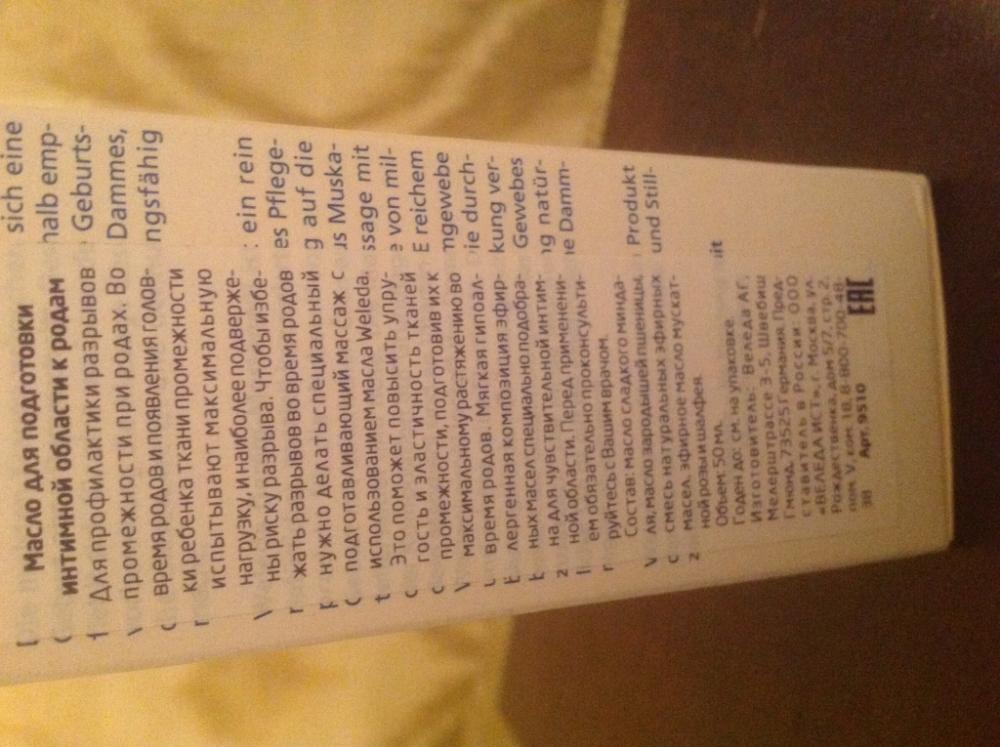 Масло для подготовки
интимной области к родам
Для профилактики разрывов
промежности при родах. Во
время родов и появления голов-
ки ребенка ткани промежности
испытывают максимальную
нагрузку, и наиболее подверже-
ны риску разрыва. Чтобы избе-
жать разрывов во время родов
нужно делать специальный
подготавливающий массаж с
использованием масла Weleda.
Это поможет повысить упру-
гость и эластичность тканей
промежности, подготовив их к
максимальному растяжению во
время родов. Мягкая гипоал-
лергенная композиция эфир-
ных масел специально подобра-
на для чувствительной интим-
ной области. Перед применени-
ем обязательно проконсульти-
руйтесь с Вашим врачом.
Состав: масло сладкого минда-
ля, масло зародышей пшеницы,
смесь натуральных эфирных
масел, эфирное масло мускат-
ной розы и шалфея.
Объем: 50 мл.
Годен до: см. на упаковке.
Изготовитель: Веледа АГ,
Мелерштрассе 3-5, Швебиш
Гмюнд, 73525 Германия. Пред-
ставитель в России: ООО
«ВЕЛЕДА ИСТ», г. Москва, ул.
Рождественка, дом 5/7, стр. 2,
пом. V, ком. 18, 8-800-700-48-
38 Арт. 9510 EAC
sich eine
halb emp-
Geburts-
Dammes,
ngsfähig
: ein rein
es Pflege-
g auf die
us Muska-
ssage mit
von mil-
E reichem
mgewebe
ie durch-
kung ver-
Gewebes
g natür-
ie Damm-
Produkt
und Still-
it